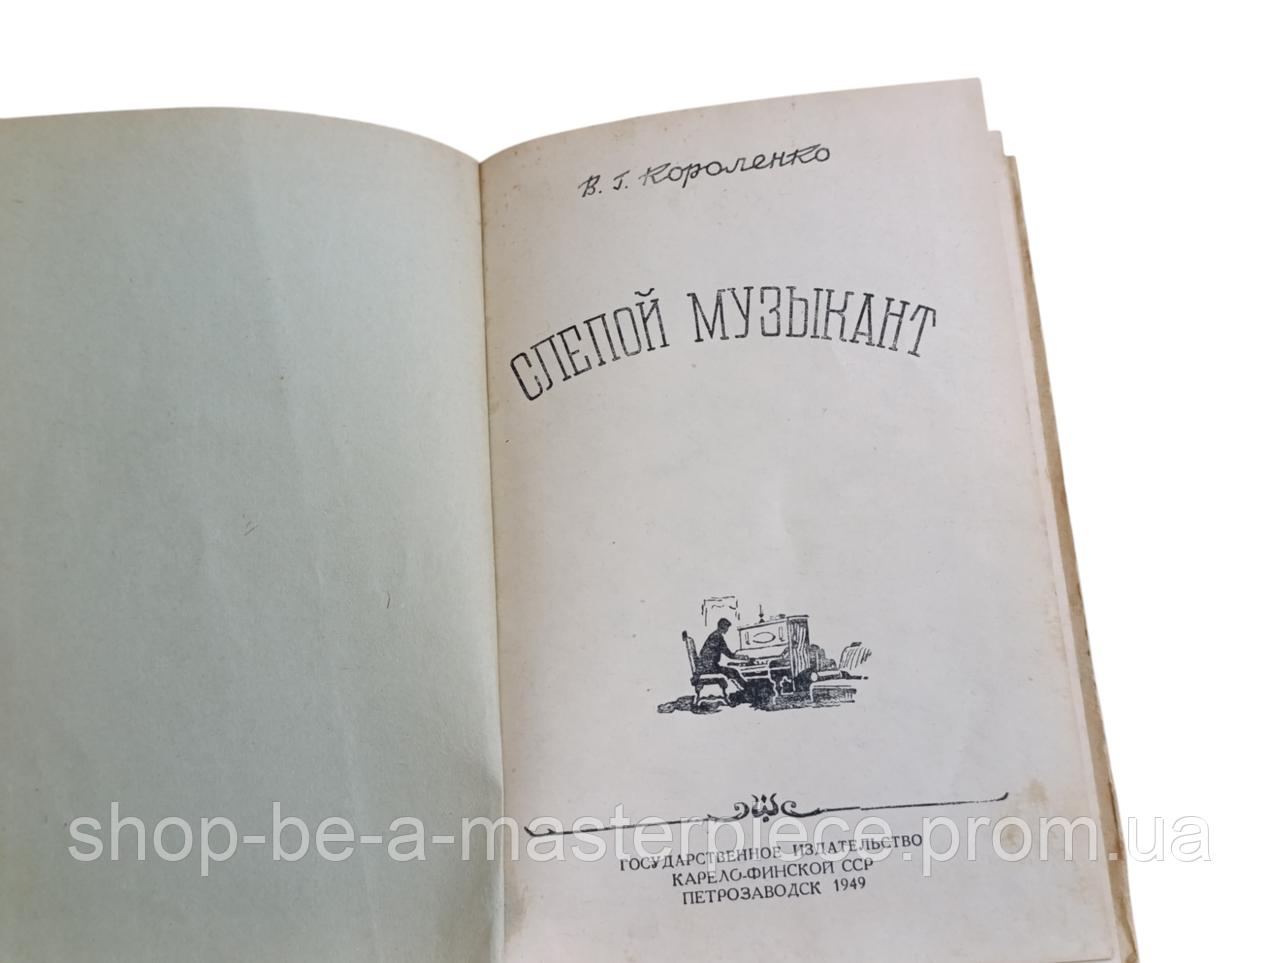 В. Г. Короленко
СЛЕПОЙ МУЗЫКАНТ
shop-be-a-masterpiece.prom.ua
ГОСУДАРСТВЕННОЕ ИЗДАТЕЛЬСТВО
КАРЕЛО-ФИНСКОЙ ССР
ПЕТРОЗАВОДСК 1949